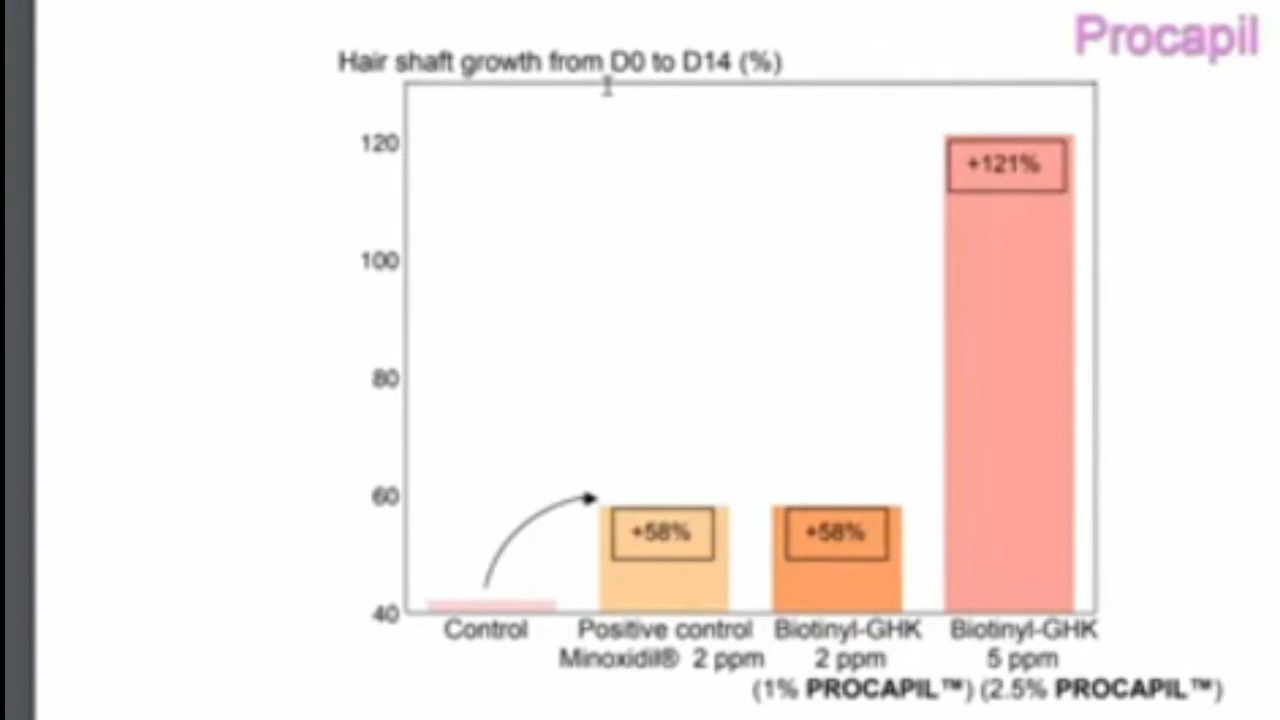 Procapil
Hair shaft growth from D0 to D14 (%)
120
100
80
60
40
+121%
+58%
+58%
Control
Positive control
Minoxidil® 2 ppm
Biotinyl-GHK
2 ppm
(1% PROCAPIL™)
Biotinyl-GHK
5 ppm
(2.5% PROCAPIL™)